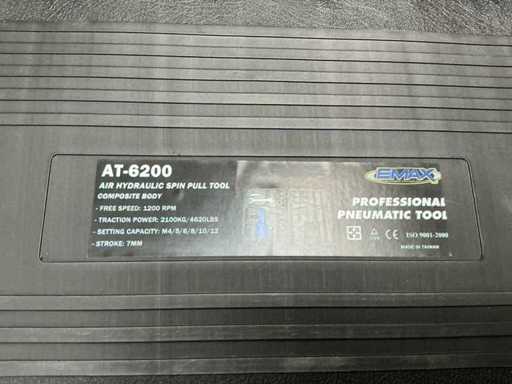 AT-6200
AIR HYDRAULIC SPIN PULL TOOL
COMPOSITE BODY
- FREE SPEED: 1200 RPM
- TRACTION POWER: 2100KG/4620LBS
- SETTING CAPACITY: M4/5/6/8/10/12
- STROKE: 7MM
EMAX
PROFESSIONAL
PNEUMATIC TOOL
CE ISO 9001-2000
MADE IN TAIWAN